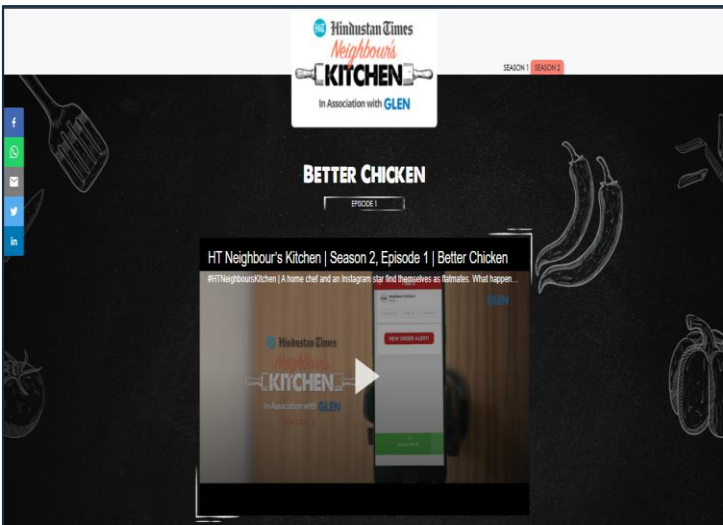 HT Hindustan Times
Neighbour's
KITCHEN
In Association with GLEN
SEASON 1 SEASON 2
BETTER CHICKEN
EPISODE 1
HT Neighbour's Kitchen | Season 2, Episode 1 | Better Chicken
#HTNeighboursKitchen | A home chef and an Instagram star find themselves as flatmates. What happen...
GLEN
NEW ORDER ALERT!
Hindustan Times
Neighbour's
KITCHEN
In Association with GLEN